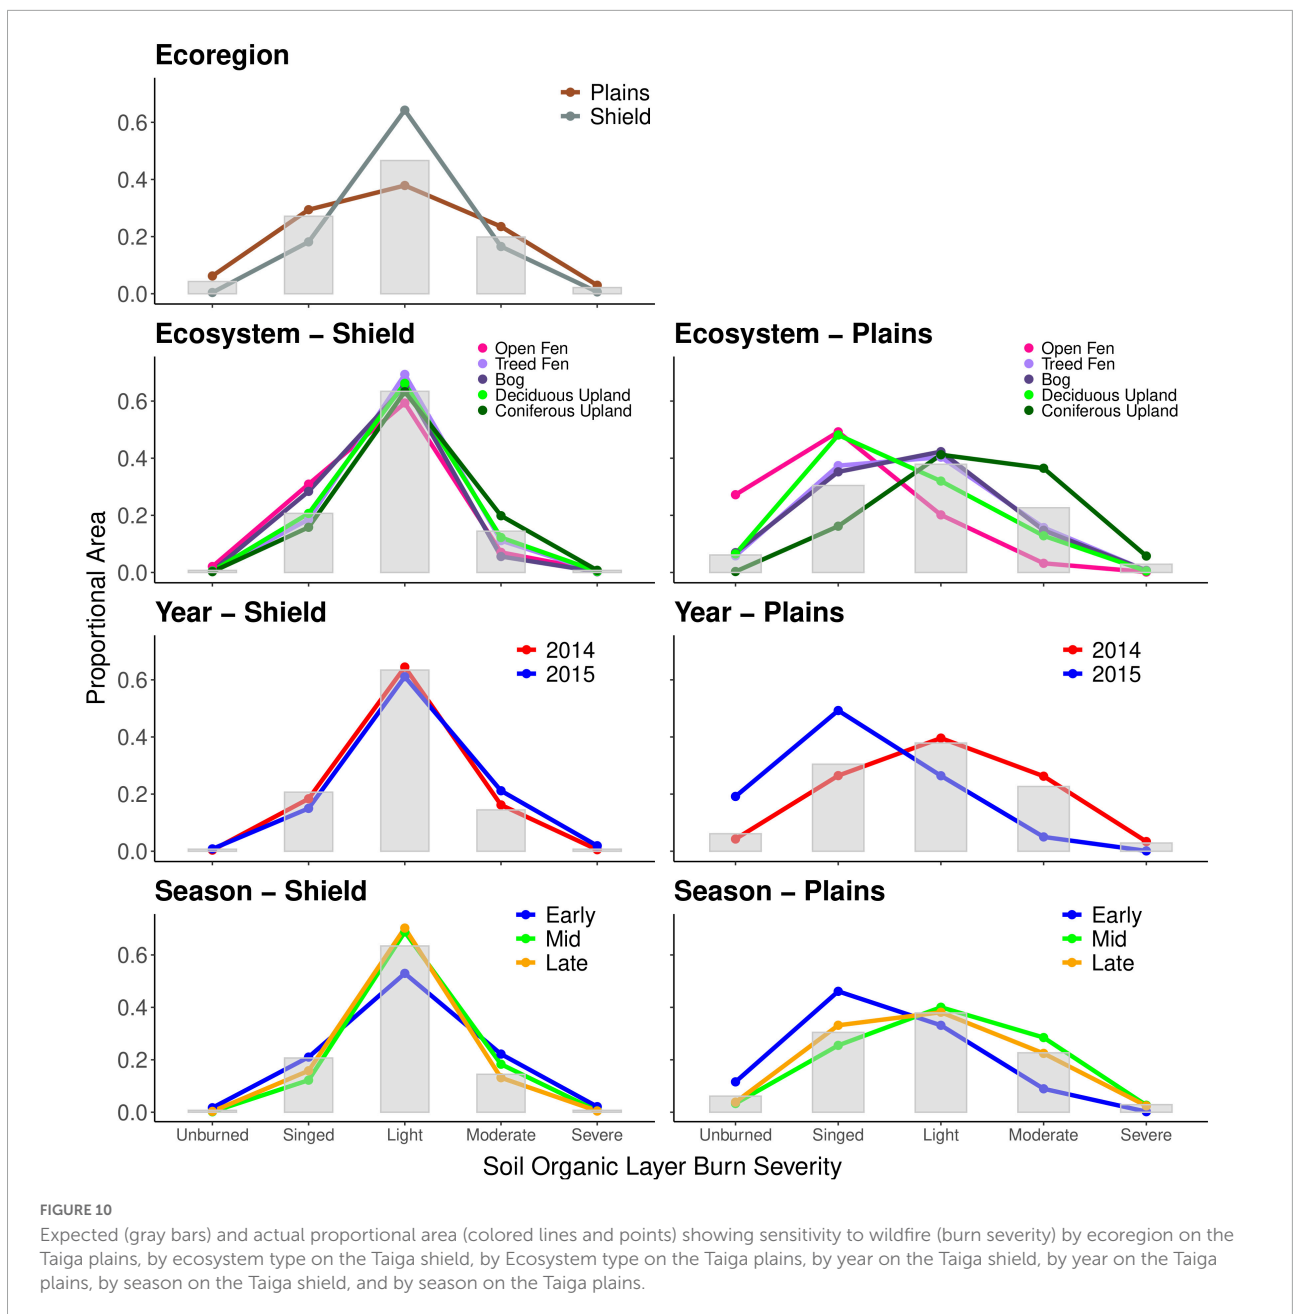 Ecoregion
Plains
Shield
0.6
0.4
0.2
0.0
Ecosystem – Shield
Open Fen
Treed Fen
Bog
Deciduous Upland
Coniferous Upland
0.6
0.4
0.2
0.0
Ecosystem – Plains
Open Fen
Treed Fen
Bog
Deciduous Upland
Coniferous Upland
Proportional Area
Year – Shield
2014
2015
0.6
0.4
0.2
0.0
Year – Plains
2014
2015
Season – Shield
Early
Mid
Late
0.6
0.4
0.2
0.0
Unburned Singed Light Moderate Severe
Season – Plains
Early
Mid
Late
Unburned Singed Light Moderate Severe
Soil Organic Layer Burn Severity
FIGURE 10
Expected (gray bars) and actual proportional area (colored lines and points) showing sensitivity to wildfire (burn severity) by ecoregion on the
Taiga plains, by ecosystem type on the Taiga shield, by Ecosystem type on the Taiga plains, by year on the Taiga shield, by year on the Taiga
plains, by season on the Taiga shield, and by season on the Taiga plains.